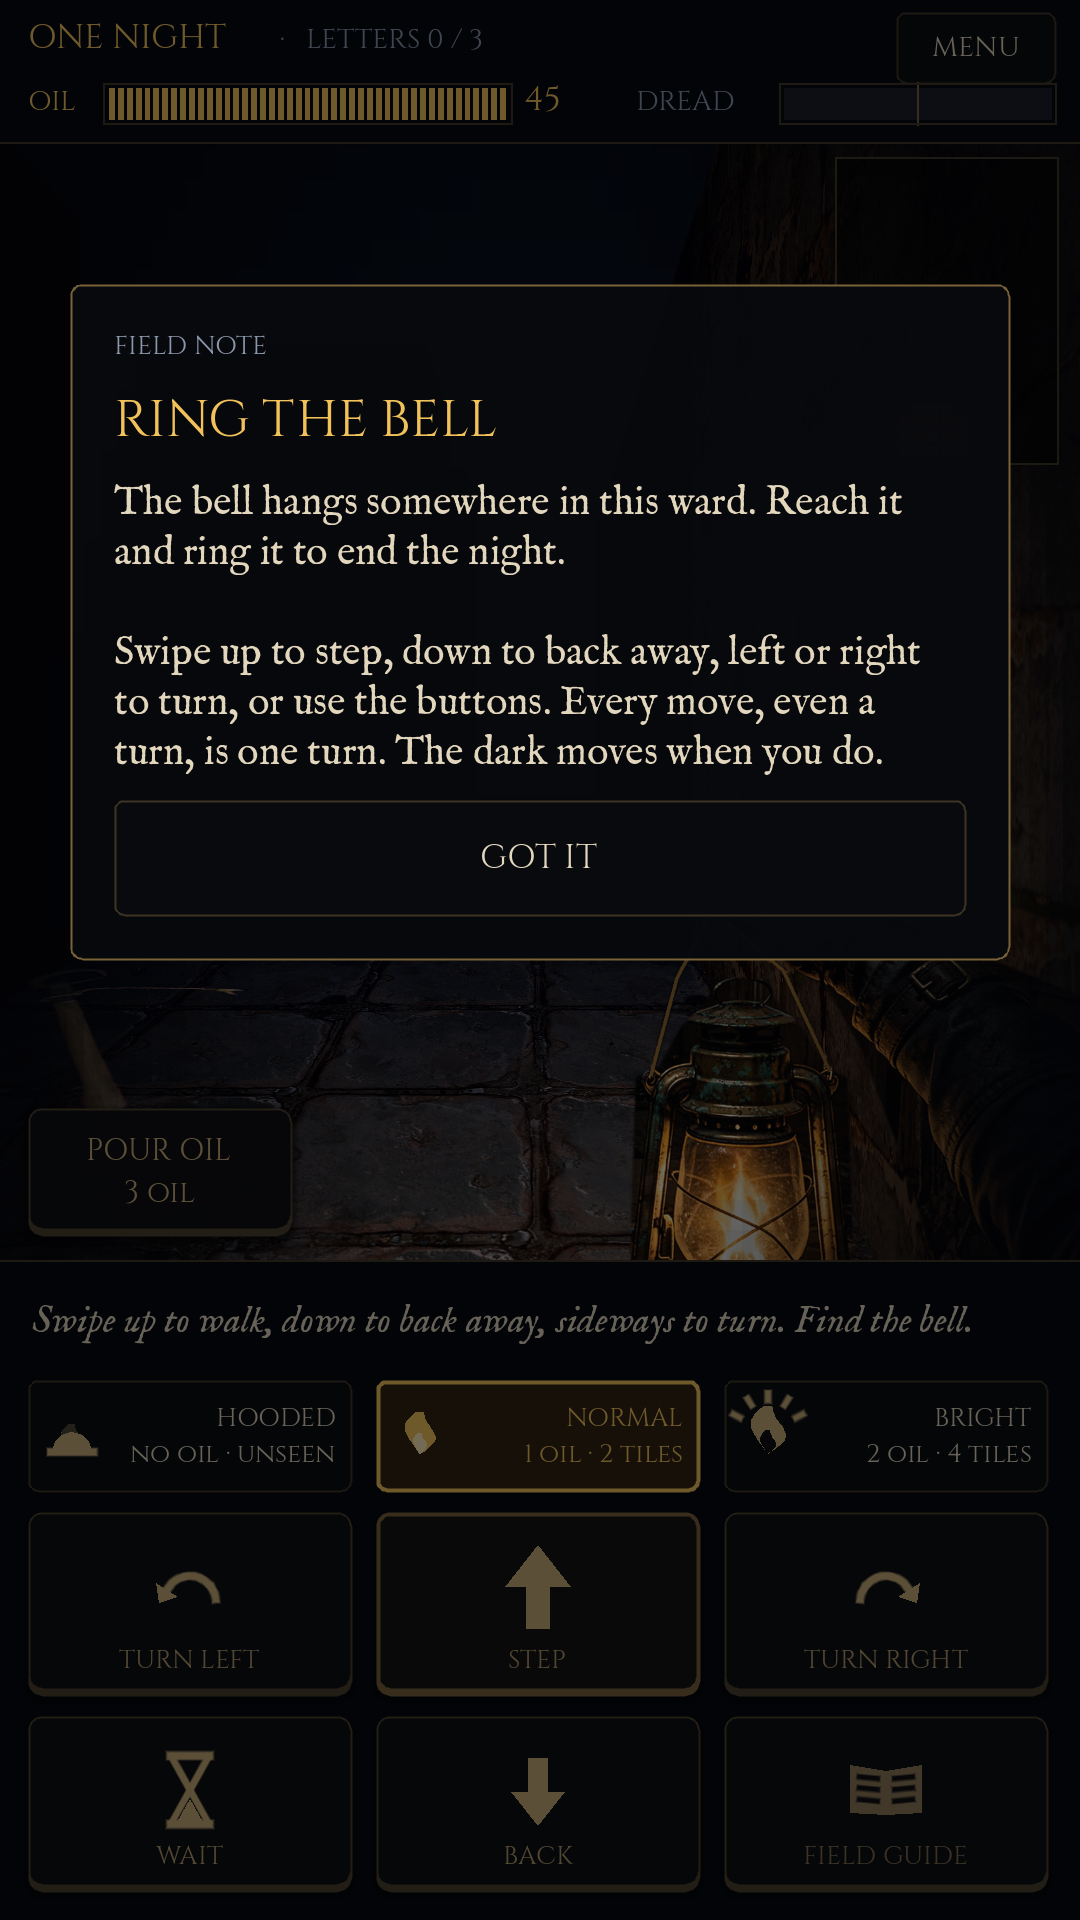 ONE NIGHT · LETTERS 0 / 3
MENU
OIL 45 DREAD
FIELD NOTE
RING THE BELL
The bell hangs somewhere in this ward. Reach it
and ring it to end the night.
Swipe up to step, down to back away, left or right
to turn, or use the buttons. Every move, even a
turn, is one turn. The dark moves when you do.
GOT IT
POUR OIL
3 OIL
Swipe up to walk, down to back away, sideways to turn. Find the bell.
HOODED
NO OIL · UNSEEN
NORMAL
1 OIL · 2 TILES
BRIGHT
2 OIL · 4 TILES
TURN LEFT
STEP
TURN RIGHT
WAIT
BACK
FIELD GUIDE